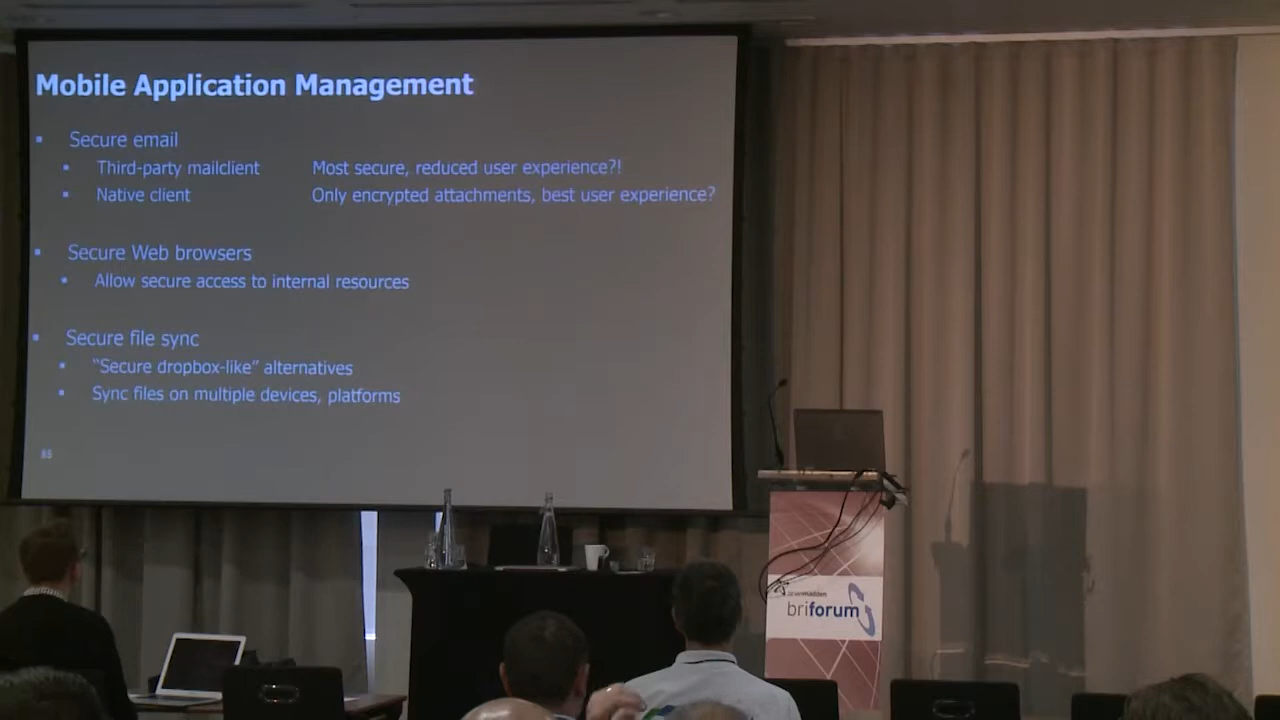 Mobile Application Management
▪ Secure email
▪ Third-party mailclient Most secure, reduced user experience?!
▪ Native client Only encrypted attachments, best user experience?
▪ Secure Web browsers
▪ Allow secure access to internal resources
▪ Secure file sync
▪ “Secure dropbox-like” alternatives
▪ Sync files on multiple devices, platforms
briforum